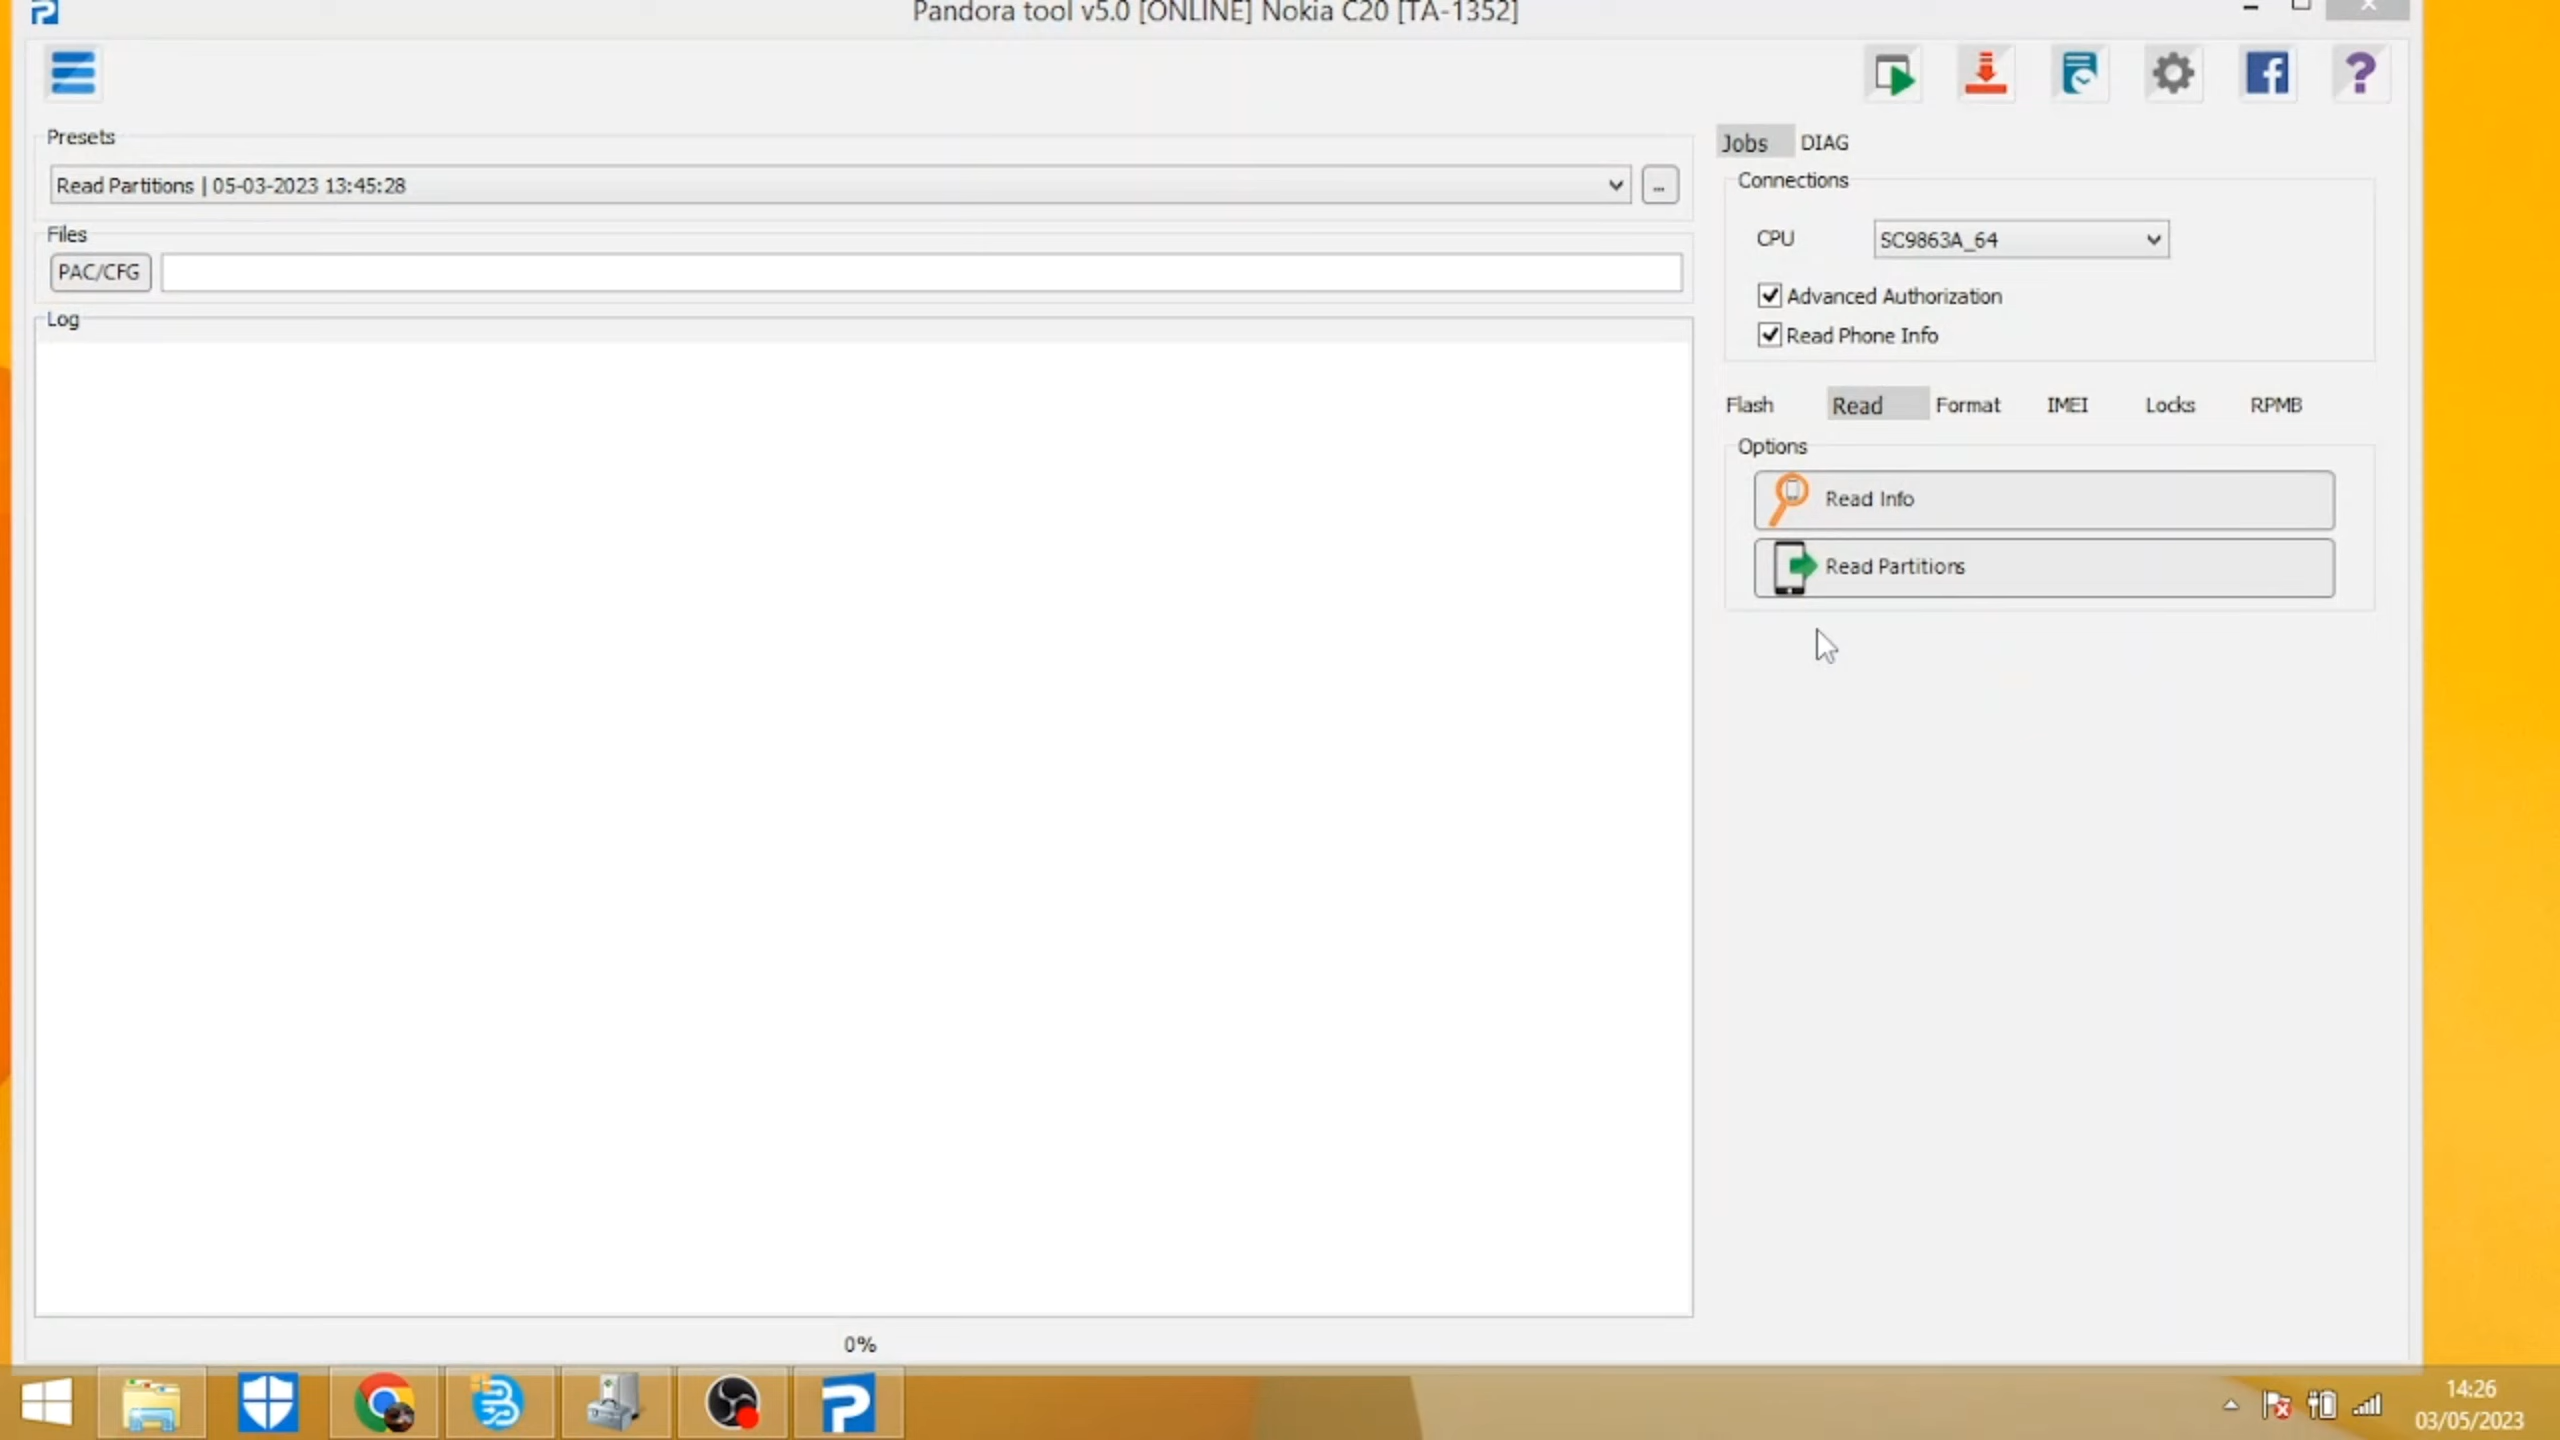 Pandora tool v5.0 [ONLINE] Nokia C20 [TA-1352]
Presets
Read Partitions | 05-03-2023 13:45:28
...
Files
PAC/CFG
Log
0%
Jobs DIAG
Connections
CPU SC9863A_64
Advanced Authorization
Read Phone Info
Flash Read Format IMEI Locks RPMB
Options
Read Info
Read Partitions
14:26
03/05/2023